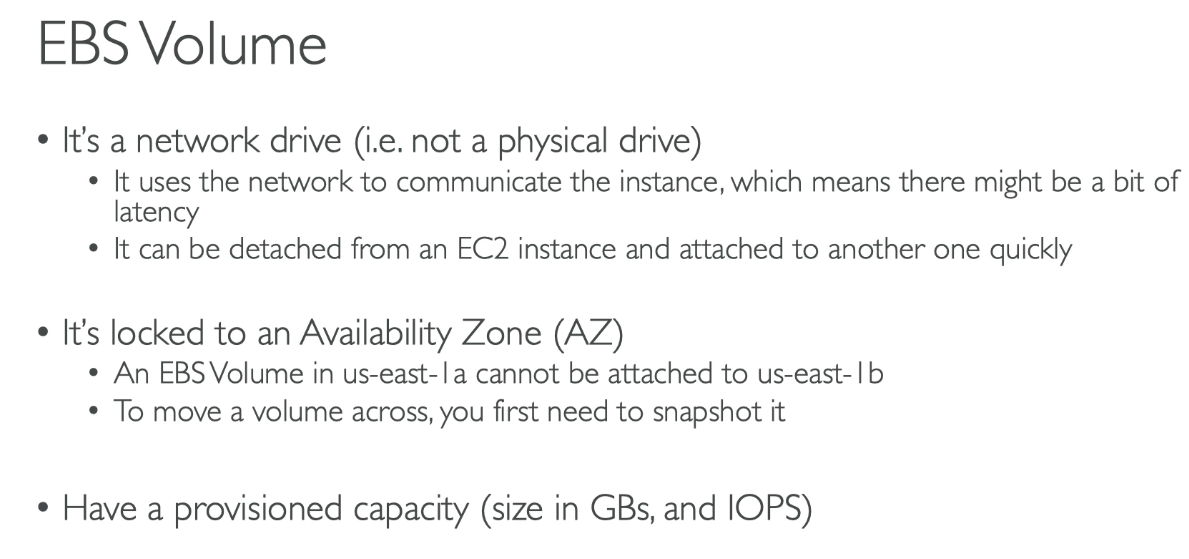 EBS Volume
• It's a network drive (i.e. not a physical drive)
• It uses the network to communicate the instance, which means there might be a bit of
latency
• It can be detached from an EC2 instance and attached to another one quickly
• It's locked to an Availability Zone (AZ)
• An EBS Volume in us-east-1a cannot be attached to us-east-1b
• To move a volume across, you first need to snapshot it
• Have a provisioned capacity (size in GBs, and IOPS)